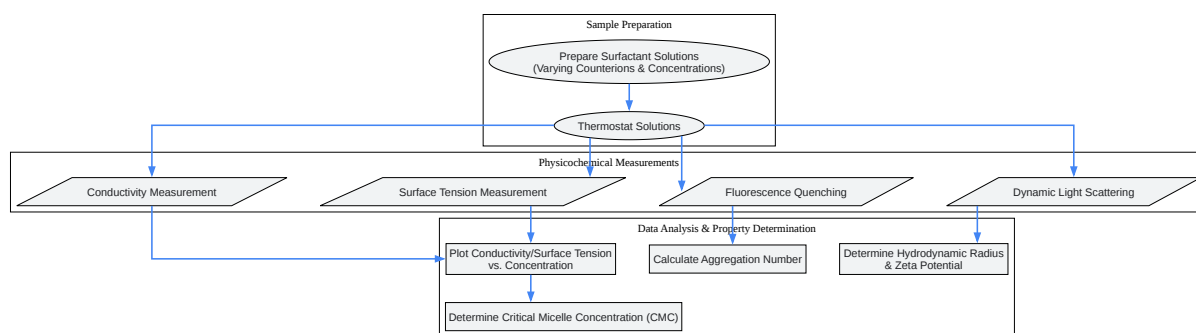 Sample Preparation
Prepare Surfactant Solutions
(Varying Counterions & Concentrations)
Thermostat Solutions
Physicochemical Measurements
Conductivity Measurement
Surface Tension Measurement
Fluorescence Quenching
Dynamic Light Scattering
Data Analysis & Property Determination
Plot Conductivity/Surface Tension
vs. Concentration
Calculate Aggregation Number
Determine Hydrodynamic Radius
& Zeta Potential
Determine Critical Micelle Concentration (CMC)